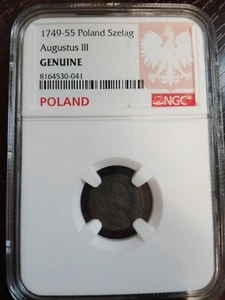 1749-55 Poland Szelag
Augustus III
GENUINE
8164530-041
POLAND
NGC